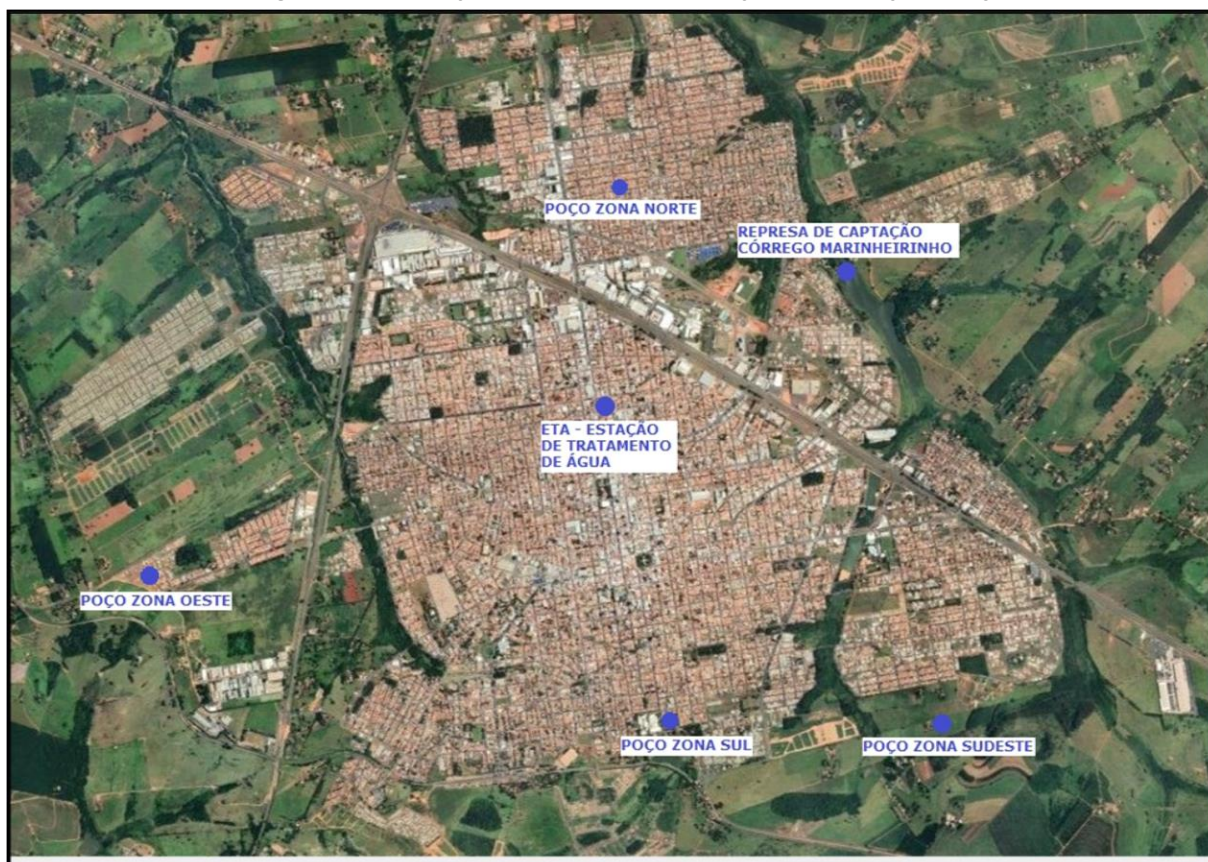 POÇO ZONA NORTE
REPRESA DE CAPTAÇÃO
CÓRREGO MARINHEIRINHO
ETA - ESTAÇÃO
DE TRATAMENTO
DE ÁGUA
POÇO ZONA OESTE
POÇO ZONA SUL
POÇO ZONA SUDESTE